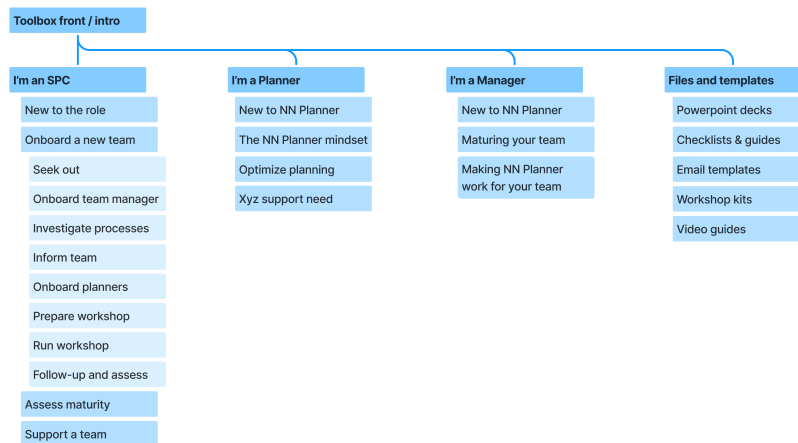 Toolbox front / intro
I'm an SPC
New to the role
Onboard a new team
Seek out
Onboard team manager
Investigate processes
Inform team
Onboard planners
Prepare workshop
Run workshop
Follow-up and assess
Assess maturity
Support a team
I'm a Planner
New to NN Planner
The NN Planner mindset
Optimize planning
Xyz support need
I'm a Manager
New to NN Planner
Maturing your team
Making NN Planner
work for your team
Files and templates
Powerpoint decks
Checklists & guides
Email templates
Workshop kits
Video guides